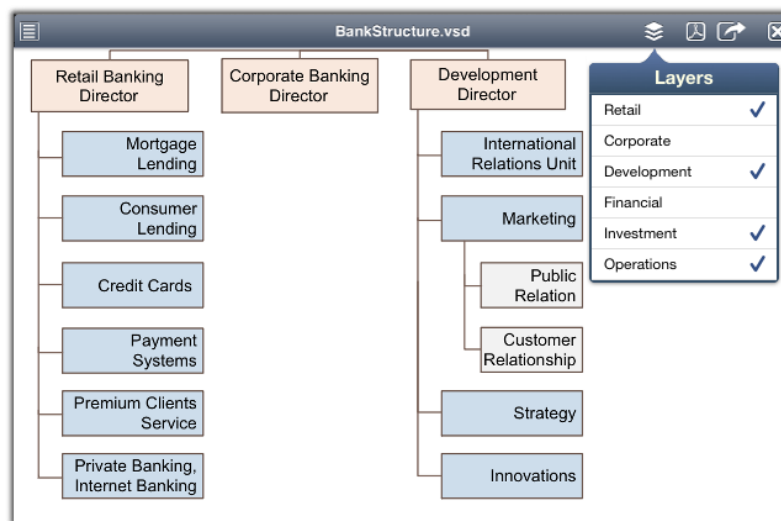 BankStructure.vsd
Retail Banking
Director
Corporate Banking
Director
Development
Director
Mortgage
Lending
Consumer
Lending
Credit Cards
Payment
Systems
Premium Clients
Service
Private Banking,
Internet Banking
International
Relations Unit
Marketing
Public
Relation
Customer
Relationship
Strategy
Innovations
Layers
Retail
Corporate
Development
Financial
Investment
Operations